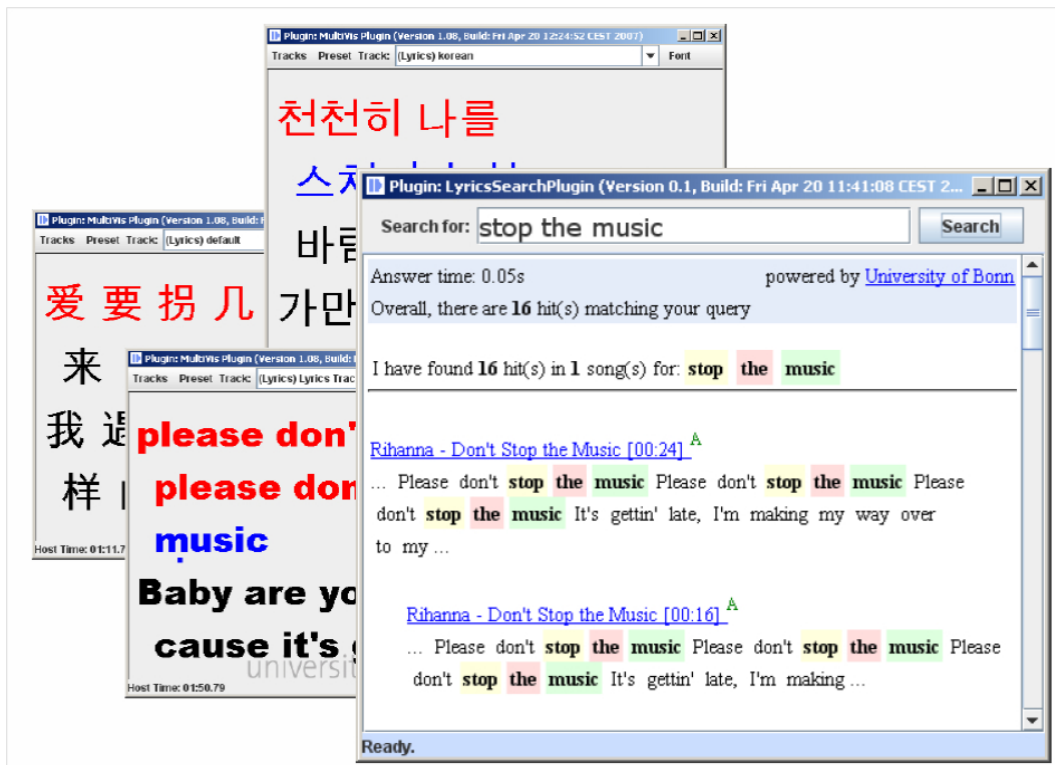 Plugin: MultiVis Plugin (Version 1.08, Build: Fri Apr 20 12:24:52 CEST 2007)
Tracks Preset Track: (Lyrics) korean Font
천천히 나를
가만
Plugin: MultiVis Plugin (Version 1.08, Build:
Tracks Preset Track: (Lyrics) default
爱 要 拐 几
来
我
样
Host Time: 01:11.7
Plugin: MultiVis Plugin (Version 1.08, Build:
Tracks Preset Track: (Lyrics) Lyrics Trac
please don'
please don
music
Baby are yo
cause it's
universit
Host Time: 01:50.79
Plugin: LyricsSearchPlugin (Version 0.1, Build: Fri Apr 20 11:41:08 CEST 2...
Search for: stop the music Search
Answer time: 0.05s powered by University of Bonn
Overall, there are 16 hit(s) matching your query
I have found 16 hit(s) in 1 song(s) for: stop the music
Rihanna - Don't Stop the Music [00:24] A
... Please don't stop the music Please don't stop the music Please
don't stop the music It's gettin' late, I'm making my way over
to my ...
Rihanna - Don't Stop the Music [00:16] A
... Please don't stop the music Please don't stop the music Please
don't stop the music It's gettin' late, I'm making ...
Ready.